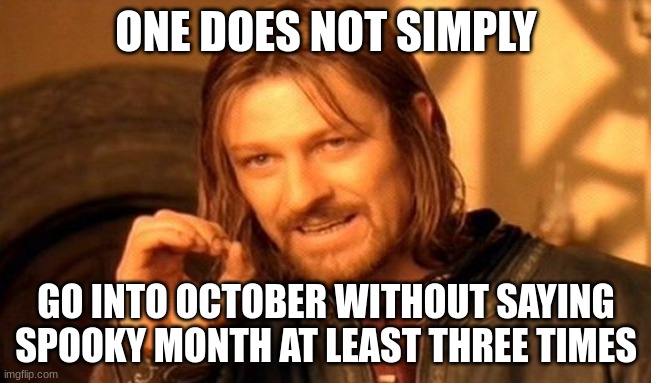 ONE DOES NOT SIMPLY
GO INTO OCTOBER WITHOUT SAYING
SPOOKY MONTH AT LEAST THREE TIMES
imgflip.com